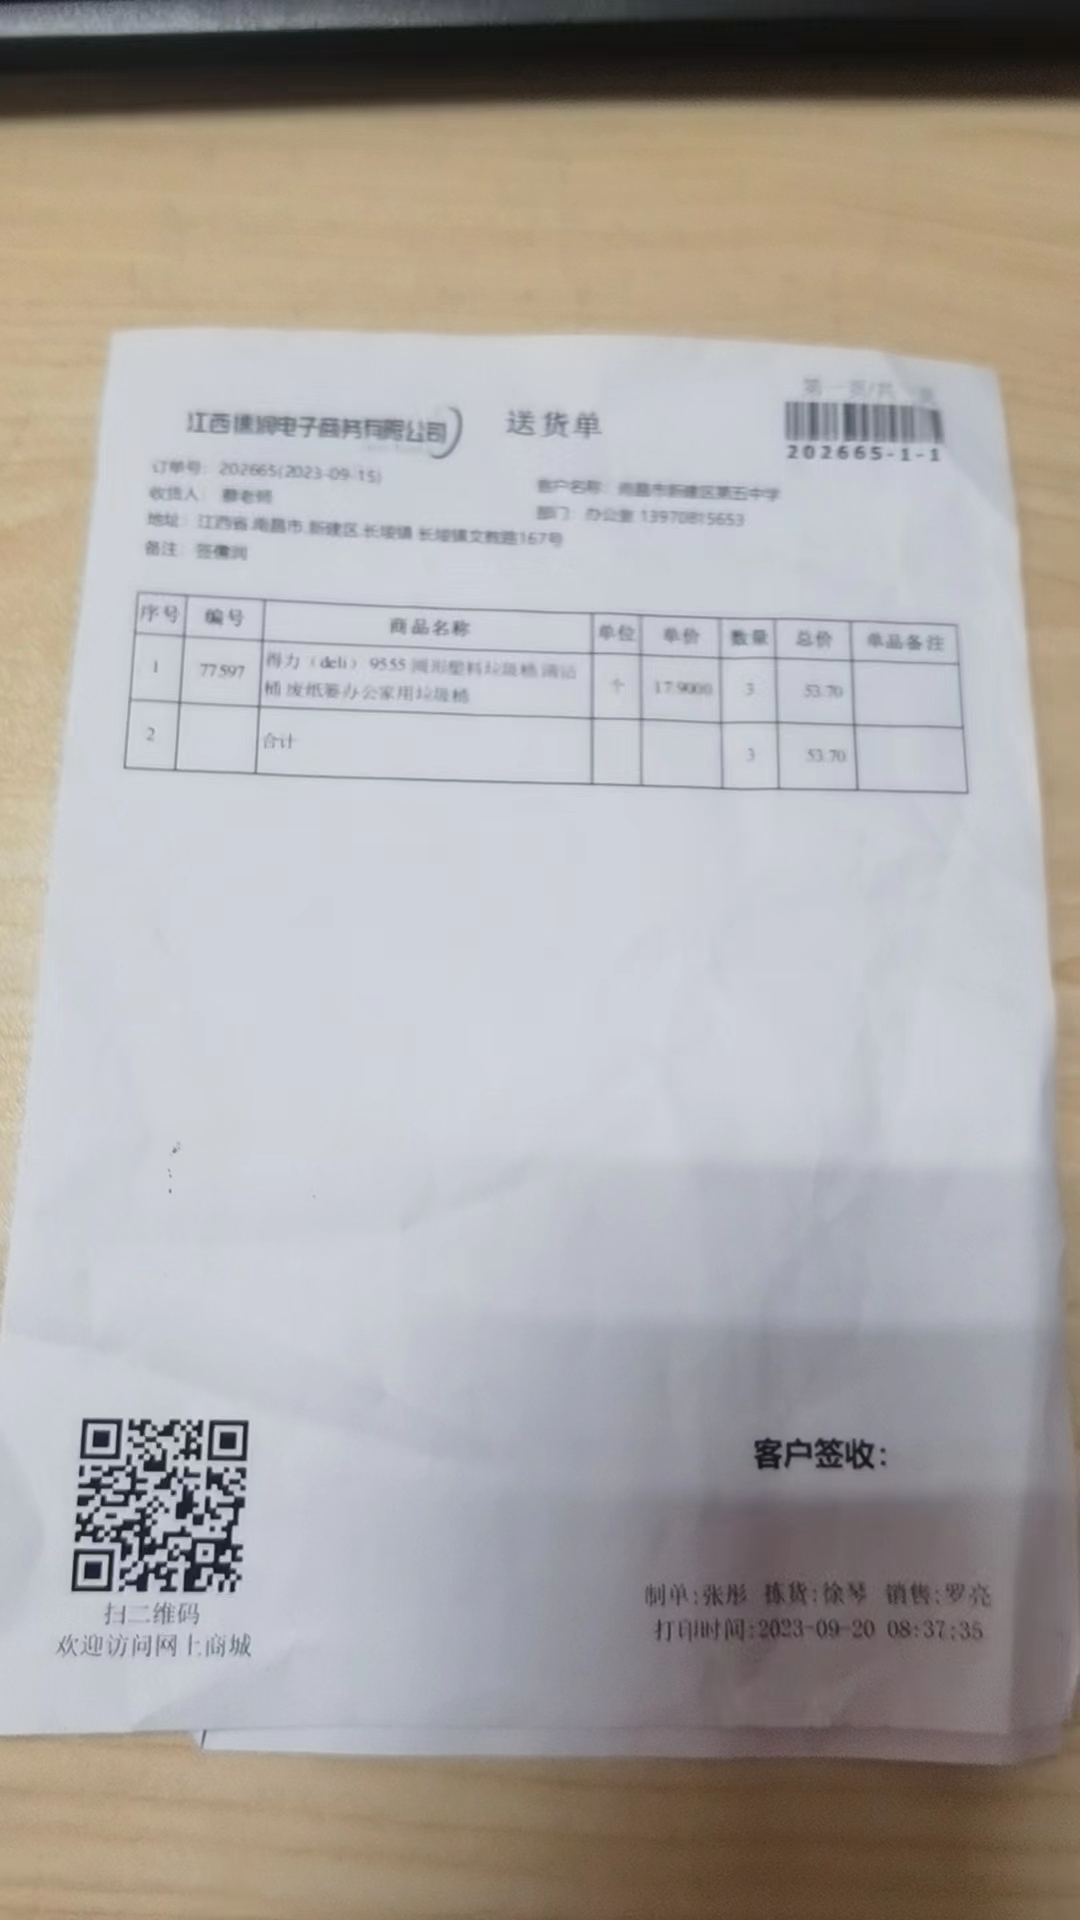 第一页/共
江西儒润电子商务有限公司
送货单
202665-1-1
订单号: 202665(2023-09-15)
客户名称: 南昌市新建区第五中学
收货人: 蔡老师
部门: 办公室 13970815653
地址: 江西省.南昌市.新建区.长堎镇 长堎镇文教路167号
备注: 签儒润
序号 编号 商品名称 单位 单价 数量 总价 单品备注
1 77597 得力（deli）9555 圆形塑料垃圾桶 清洁 个 17.9000 3 53.70
桶 废纸篓办公家用垃圾桶
2 合计 3 53.70
客户签收:
扫二维码
欢迎访问网上商城
制单:张彤 拣货:徐琴 销售:罗亮
打印时间:2023-09-20 08:37:35